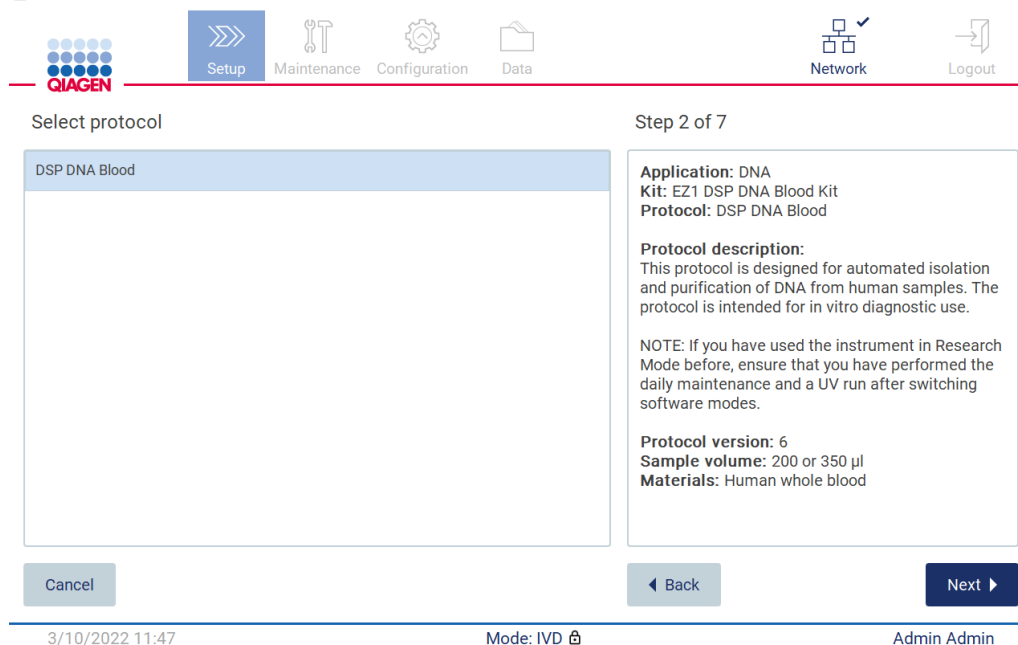 QIAGEN
Setup
Maintenance
Configuration
Data
Network
Logout
Select protocol
Step 2 of 7
DSP DNA Blood
Application: DNA
Kit: EZ1 DSP DNA Blood Kit
Protocol: DSP DNA Blood
Protocol description:
This protocol is designed for automated isolation
and purification of DNA from human samples. The
protocol is intended for in vitro diagnostic use.
NOTE: If you have used the instrument in Research
Mode before, ensure that you have performed the
daily maintenance and a UV run after switching
software modes.
Protocol version: 6
Sample volume: 200 or 350 µl
Materials: Human whole blood
Cancel
Back
Next
3/10/2022 11:47
Mode: IVD
Admin Admin